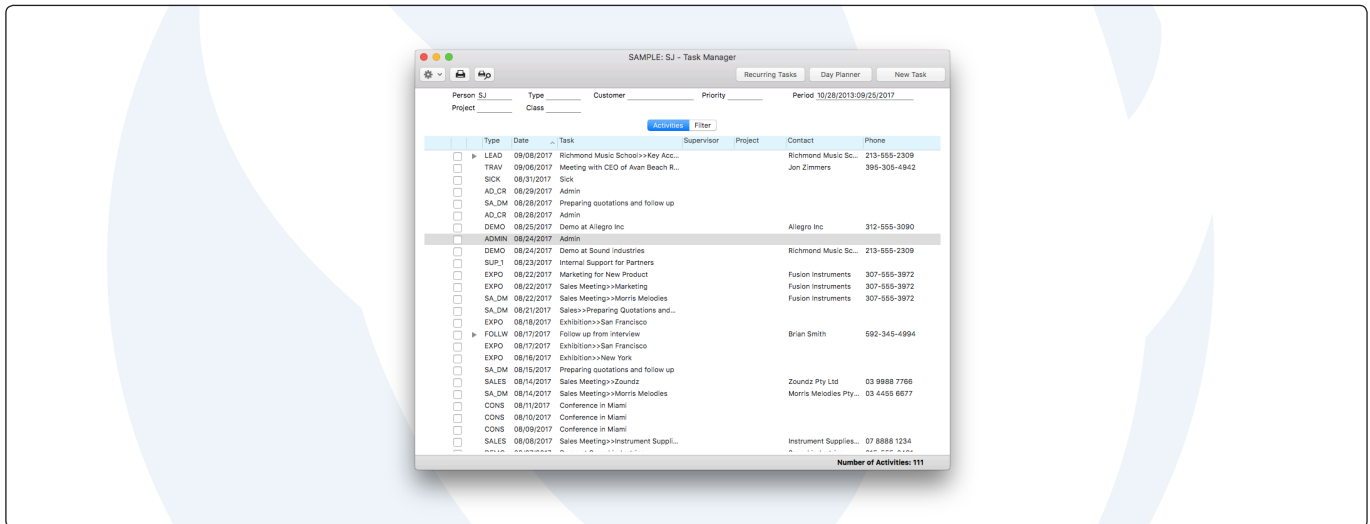 SAMPLE: SJ - Task Manager
Recurring Tasks Day Planner New Task
Person SJ Type Customer Priority Period 10/28/2013:09/25/2017
Project Class
Activities Filter
Type Date Task Supervisor Project Contact Phone
LEAD 09/08/2017 Richmond Music School>>Key Acc... Richmond Music Sc... 213-555-2309
TRAV 09/06/2017 Meeting with CEO of Avan Beach R... Jon Zimmers 395-305-4942
SICK 08/31/2017 Sick
AD_CR 08/29/2017 Admin
SA_DM 08/28/2017 Preparing quotations and follow up
AD_CR 08/28/2017 Admin
DEMO 08/25/2017 Demo at Allegro Inc Allegro Inc 312-555-3090
ADMIN 08/24/2017 Admin
DEMO 08/24/2017 Demo at Sound industries Richmond Music Sc... 213-555-2309
SUP_1 08/23/2017 Internal Support for Partners
EXPO 08/22/2017 Marketing for New Product Fusion Instruments 307-555-3972
EXPO 08/22/2017 Sales Meeting>>Marketing Fusion Instruments 307-555-3972
SA_DM 08/22/2017 Sales Meeting>>Morris Melodies Fusion Instruments 307-555-3972
SA_DM 08/21/2017 Sales>>Preparing Quotations and...
EXPO 08/18/2017 Exhibition>>San Francisco
FOLLW 08/17/2017 Follow up from interview Brian Smith 592-345-4994
EXPO 08/17/2017 Exhibition>>San Francisco
EXPO 08/16/2017 Exhibition>>New York
SA_DM 08/15/2017 Preparing quotations and follow up
SALES 08/14/2017 Sales Meeting>>Zoundz Zoundz Pty Ltd 03 9988 7766
SA_DM 08/14/2017 Sales Meeting>>Morris Melodies Morris Melodies Pty... 03 4455 6677
CONS 08/11/2017 Conference in Miami
CONS 08/10/2017 Conference in Miami
CONS 08/09/2017 Conference in Miami
SALES 08/08/2017 Sales Meeting>>Instrument Suppli... Instrument Supplies... 07 8888 1234
Number of Activities: 111